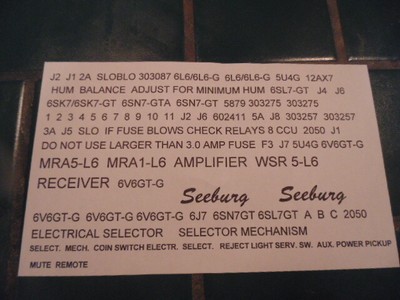 J2 J1 2A SLOBLO 303087 6L6/6L6-G 6L6/6L6-G 5U4G 12AX7
HUM BALANCE ADJUST FOR MINIMUM HUM 6SL7-GT J4 J6
6SK7/6SK7-GT 6SN7-GTA 6SN7-GT 5879 303275 303275
1 2 3 4 5 6 7 8 9 10 11 J2 J6 602411 5A J8 303257 303257
3A J5 SLO IF FUSE BLOWS CHECK RELAYS 8 CCU 2050 J1
DO NOT USE LARGER THAN 3.0 AMP FUSE F3 J7 5U4G 6V6GT-G
MRA5-L6 MRA1-L6 AMPLIFIER WSR 5-L6
RECEIVER 6V6GT-G Seeburg Seeburg
6V6GT-G 6V6GT-G 6V6GT-G 6J7 6SN7GT 6SL7GT A B C 2050
ELECTRICAL SELECTOR SELECTOR MECHANISM
SELECT. MECH. COIN SWITCH ELECTR. SELECT. REJECT LIGHT SERV. SW. AUX. POWER PICKUP
MUTE REMOTE